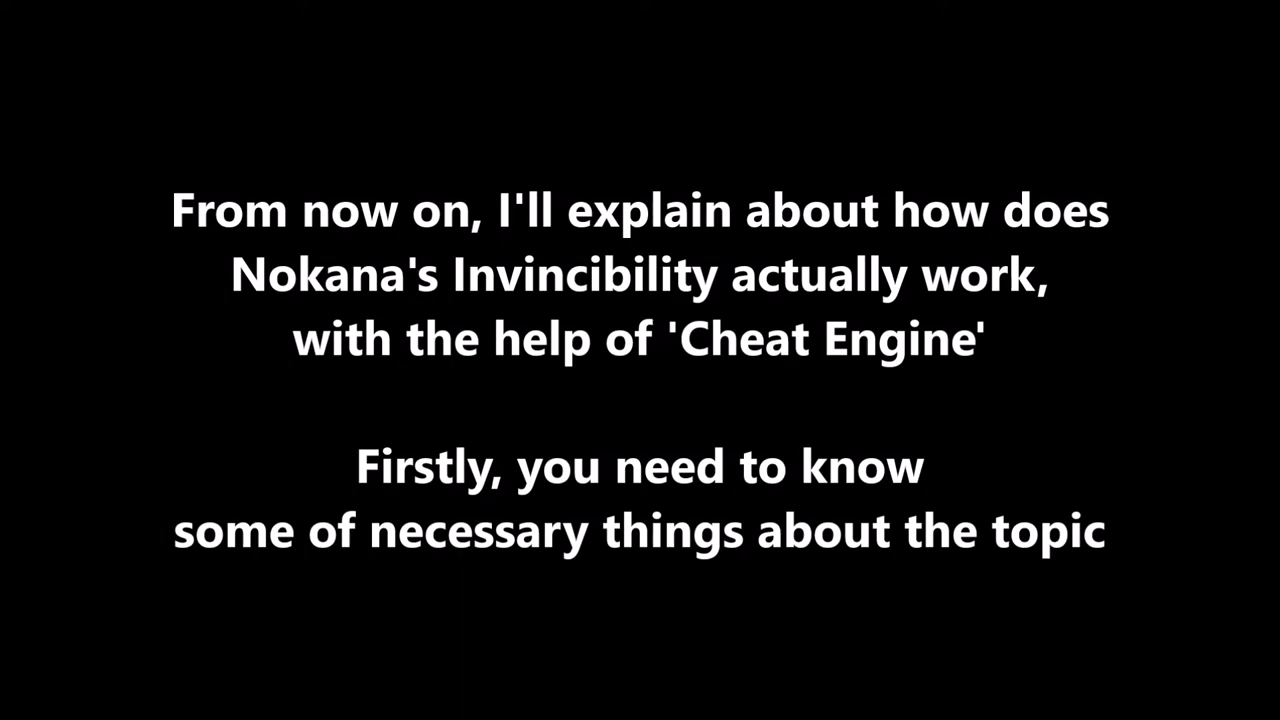 From now on, I'll explain about how does
Nokana's Invincibility actually work,
with the help of 'Cheat Engine'
Firstly, you need to know
some of necessary things about the topic